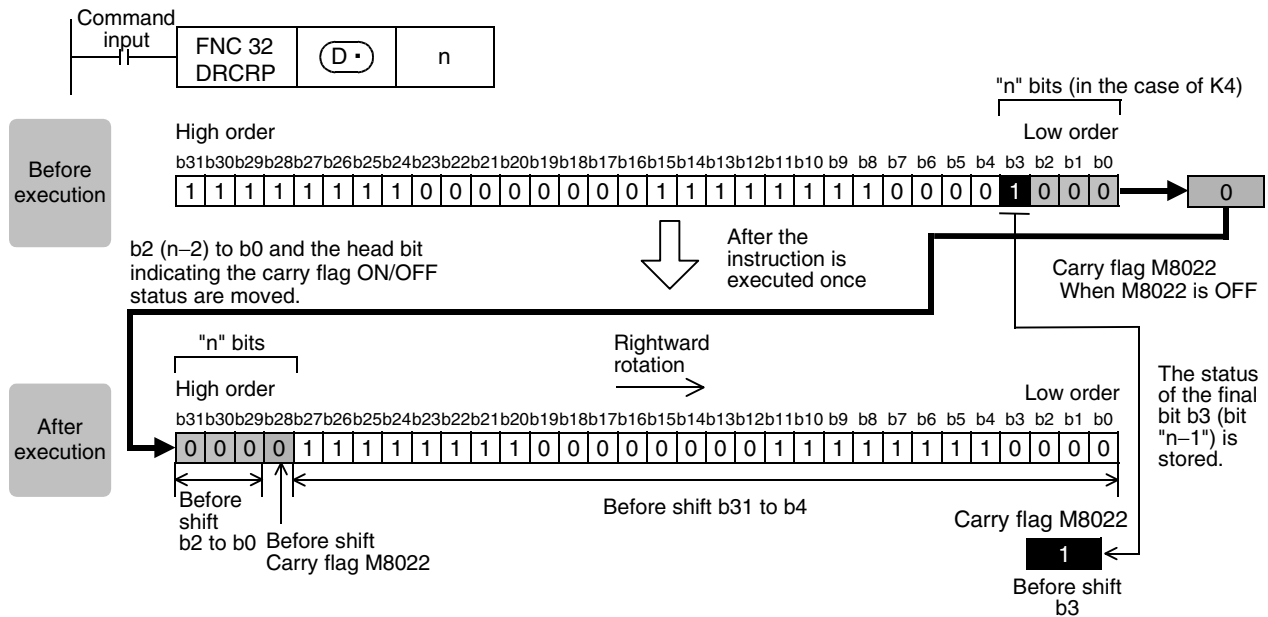 Command
input
FNC 32
DRCRP
D·
n
"n" bits (in the case of K4)
High order
Low order
b31b30b29b28b27b26b25b24b23b22b21b20b19b18b17b16b15b14b13b12b11b10 b9 b8 b7 b6 b5 b4 b3 b2 b1 b0
Before
execution
1 1 1 1 1 1 1 1 0 0 0 0 0 0 0 0 1 1 1 1 1 1 1 1 0 0 0 0 1 0 0 0
0
b2 (n−2) to b0 and the head bit
indicating the carry flag ON/OFF
status are moved.
After the
instruction is
executed once
Carry flag M8022
When M8022 is OFF
"n" bits
Rightward
rotation
High order
Low order
b31b30b29b28b27b26b25b24b23b22b21b20b19b18b17b16b15b14b13b12b11b10 b9 b8 b7 b6 b5 b4 b3 b2 b1 b0
After
execution
0 0 0 0 1 1 1 1 1 1 1 1 0 0 0 0 0 0 0 0 1 1 1 1 1 1 1 1 0 0 0 0
The status
of the final
bit b3 (bit
"n−1") is
stored.
Before
shift
b2 to b0
Before shift
Carry flag M8022
Before shift b31 to b4
Carry flag M8022
1
Before shift
b3